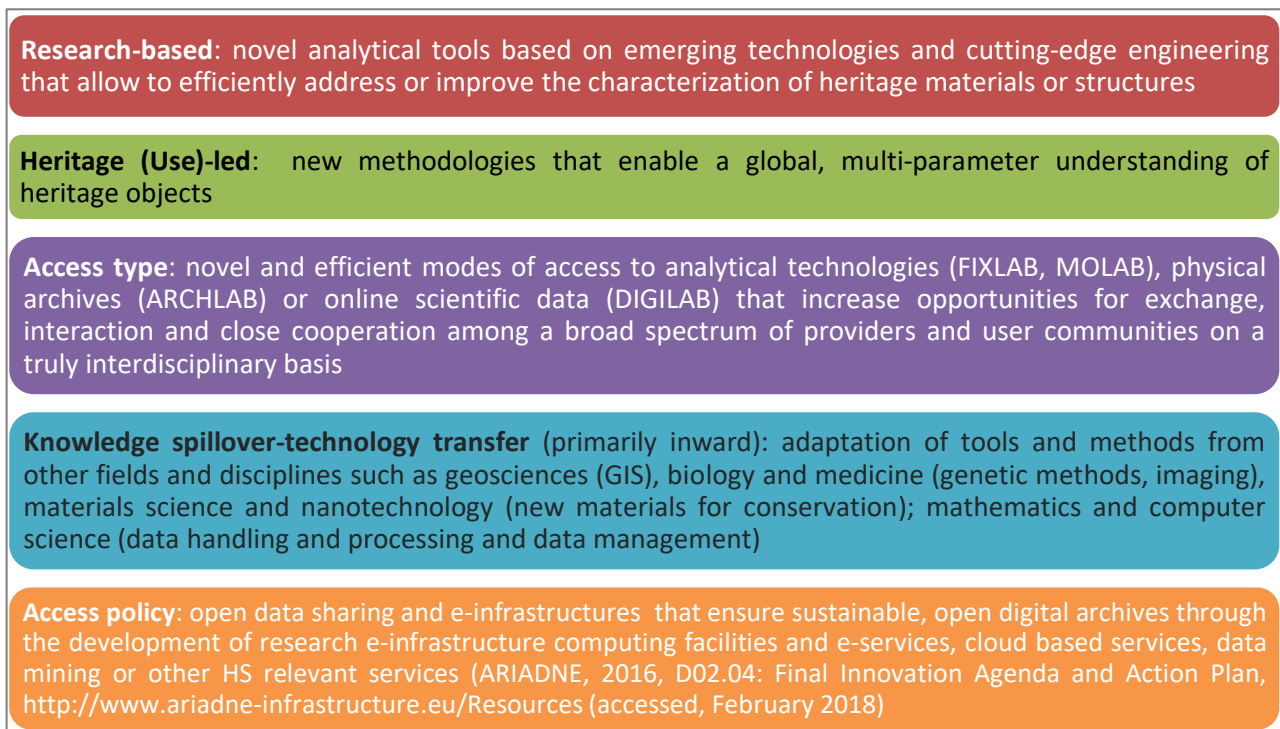 Research-based: novel analytical tools based on emerging technologies and cutting-edge engineering
that allow to efficiently address or improve the characterization of heritage materials or structures
Heritage (Use)-led: new methodologies that enable a global, multi-parameter understanding of
heritage objects
Access type: novel and efficient modes of access to analytical technologies (FIXLAB, MOLAB), physical
archives (ARCHLAB) or online scientific data (DIGILAB) that increase opportunities for exchange,
interaction and close cooperation among a broad spectrum of providers and user communities on a
truly interdisciplinary basis
Knowledge spillover-technology transfer (primarily inward): adaptation of tools and methods from
other fields and disciplines such as geosciences (GIS), biology and medicine (genetic methods, imaging),
materials science and nanotechnology (new materials for conservation); mathematics and computer
science (data handling and processing and data management)
Access policy: open data sharing and e-infrastructures that ensure sustainable, open digital archives through
the development of research e-infrastructure computing facilities and e-services, cloud based services, data
mining or other HS relevant services (ARIADNE, 2016, D02.04: Final Innovation Agenda and Action Plan,
http://www.ariadne-infrastructure.eu/Resources (accessed, February 2018)